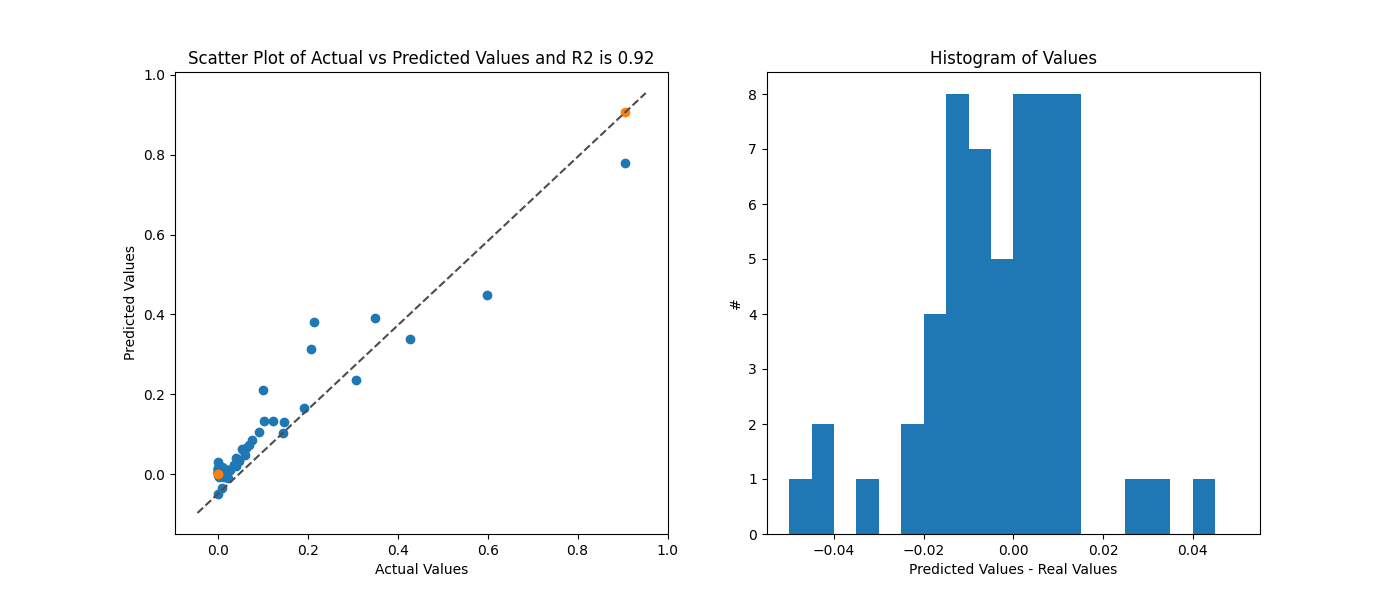 Scatter Plot of Actual vs Predicted Values and R2 is 0.92
1.0
0.8
0.6
0.4
0.2
0.0
Predicted Values
0.0 0.2 0.4 0.6 0.8 1.0
Actual Values
Histogram of Values
8
7
6
5
4
3
2
1
0
#
−0.04 −0.02 0.00 0.02 0.04
Predicted Values - Real Values